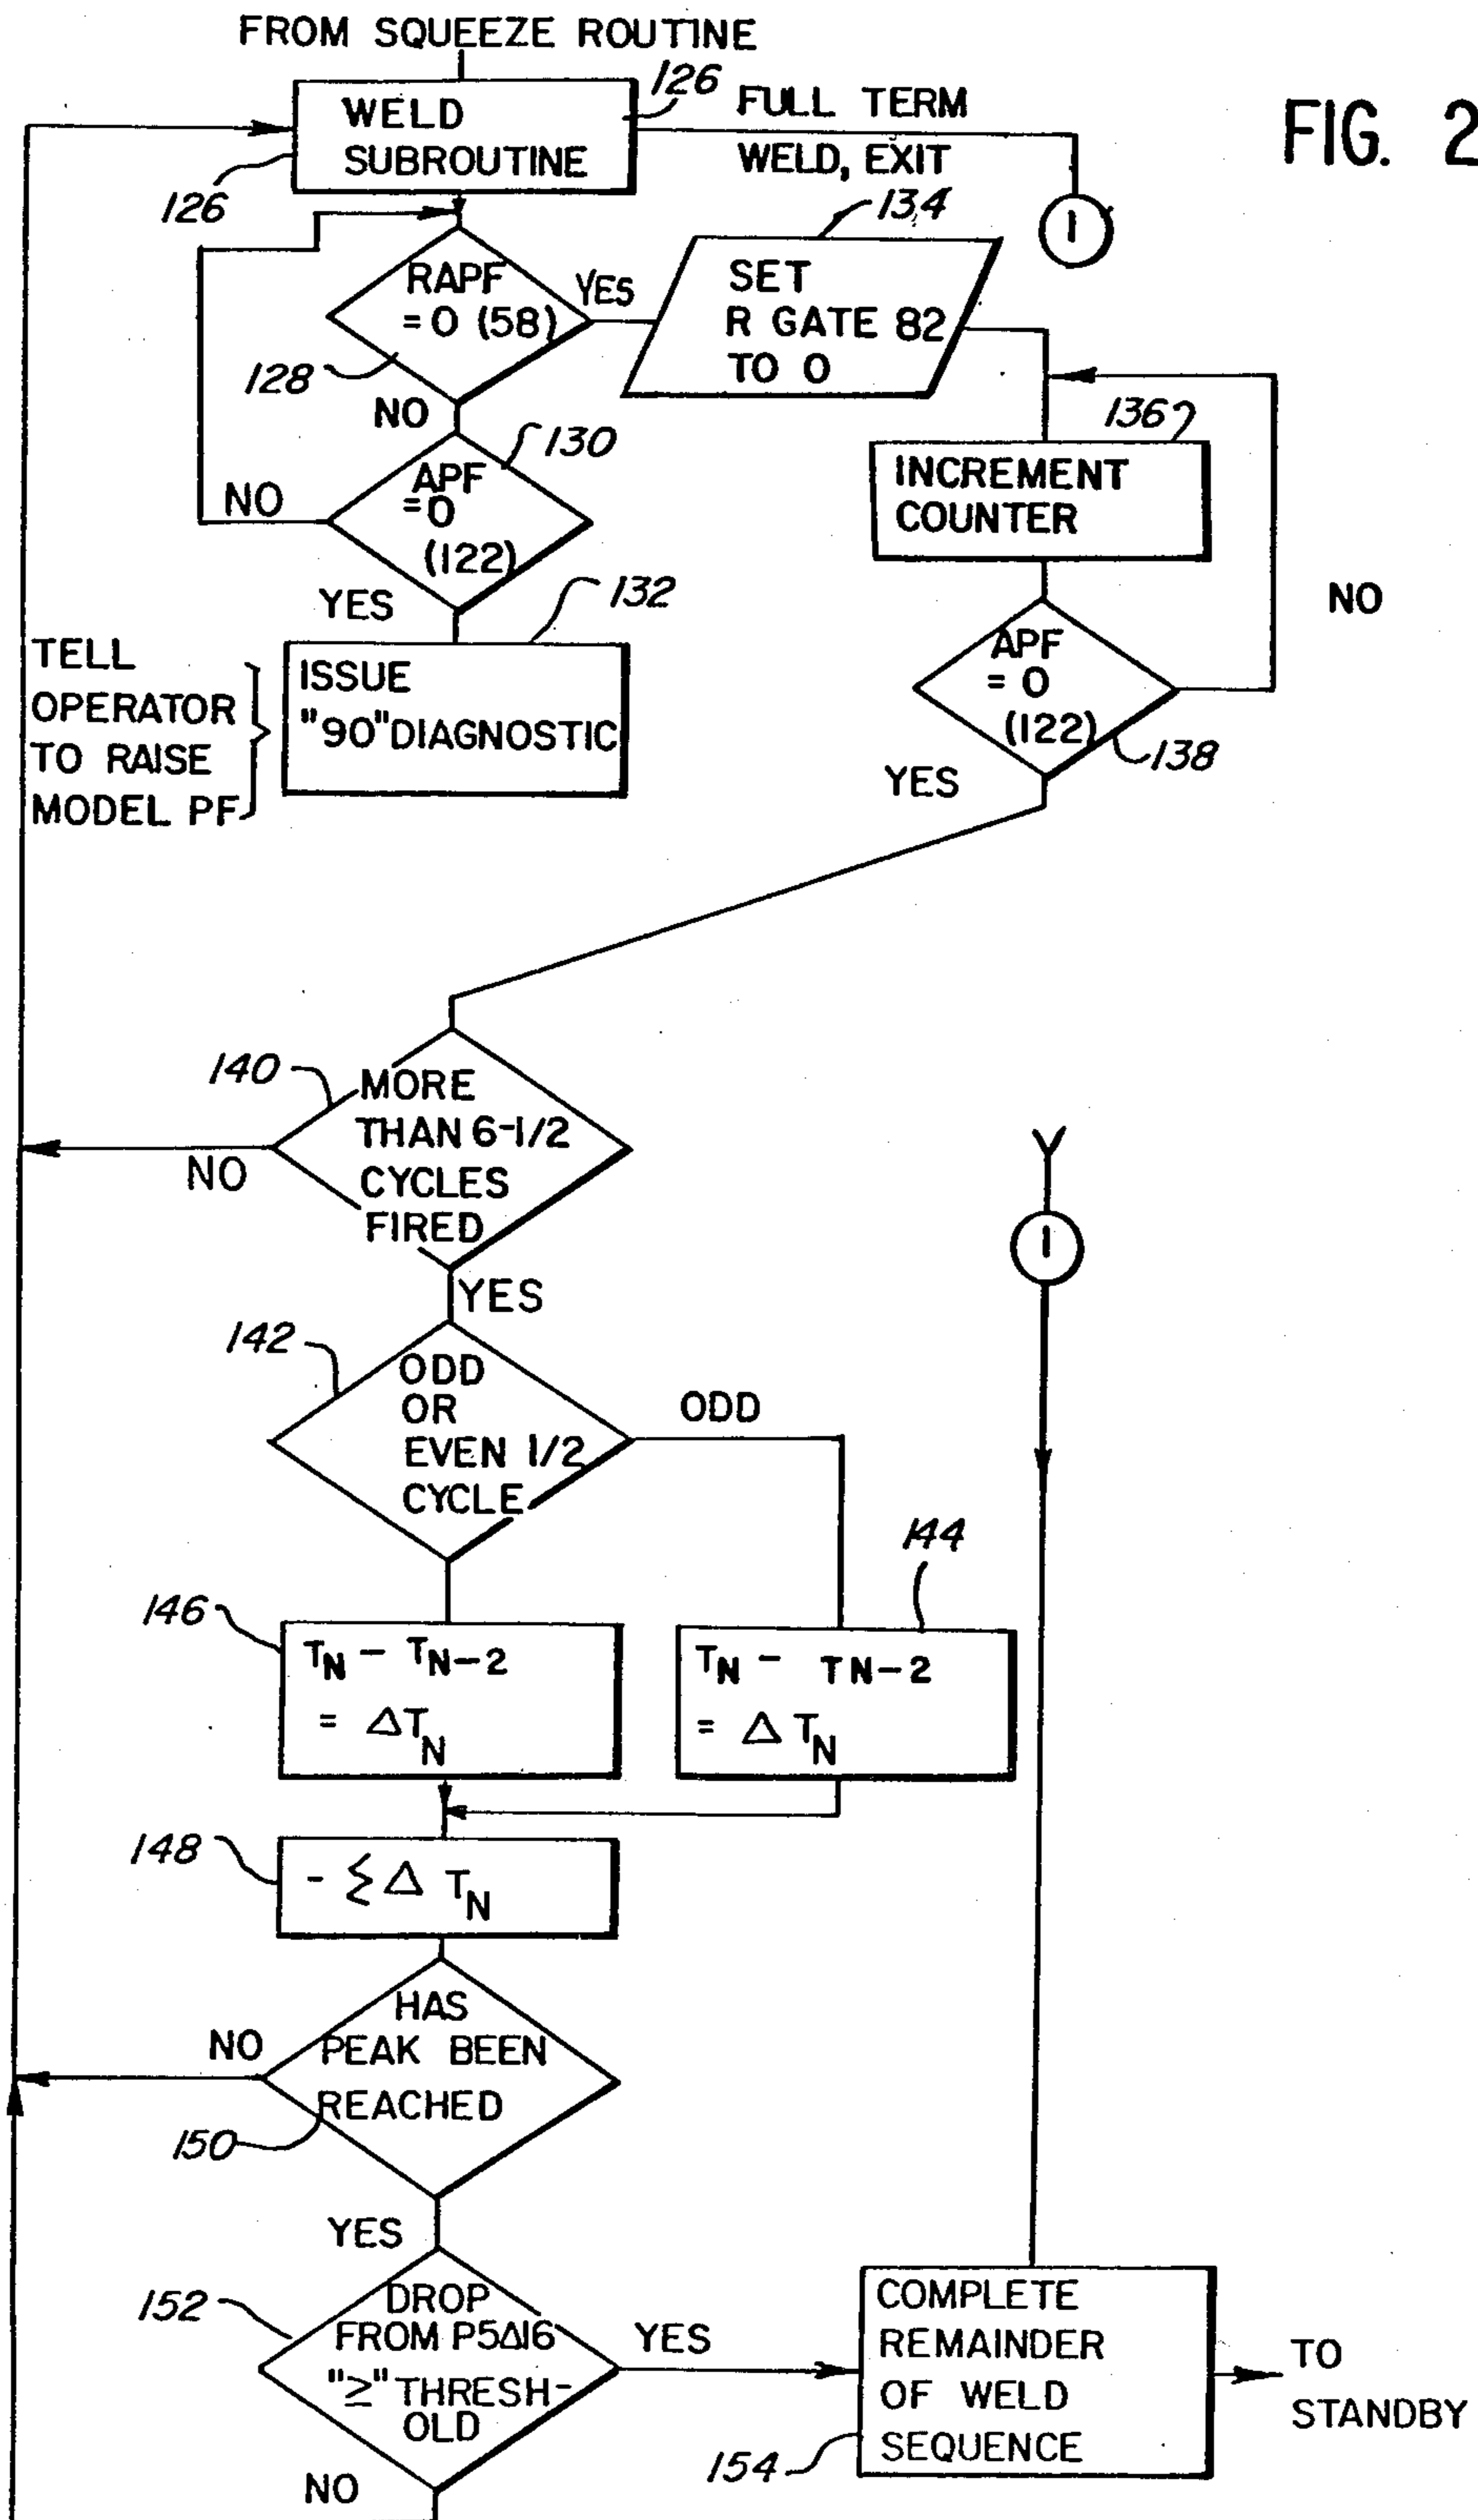 FROM SQUEEZE ROUTINE
126
FULL TERM
WELD, EXIT
FIG. 2
WELD
SUBROUTINE
126
1
134
RAPF
= 0 (58)
YES
128
NO
SET
R GATE 82
TO 0
130
APF
=0
(122)
NO
YES
136
INCREMENT
COUNTER
NO
132
TELL
OPERATOR
TO RAISE
MODEL PF
ISSUE
"90" DIAGNOSTIC
APF
= 0
(122)
138
YES
140
MORE
THAN 6-1/2
CYCLES
FIRED
NO
YES
1
142
ODD
OR
EVEN 1/2
CYCLE
ODD
144
146
TN - TN-2
= ΔTN
TN - TN-2
= Δ TN
148
- Σ Δ TN
HAS
PEAK BEEN
REACHED
NO
150
YES
152
DROP
FROM P5Δ16
"≥" THRESH-
OLD
YES
NO
COMPLETE
REMAINDER
OF WELD
SEQUENCE
154
TO
STANDBY